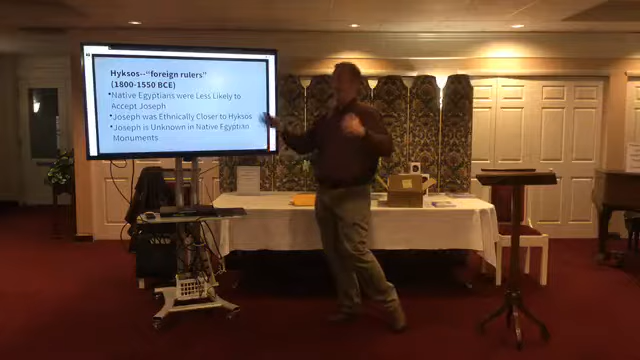 Hyksos--"foreign rulers"
(1800-1550 BCE)
•Native Egyptians were Less Likely to
Accept Joseph
•Joseph was Ethnically Closer to Hyksos
•Joseph is Unknown in Native Egyptian
Monuments